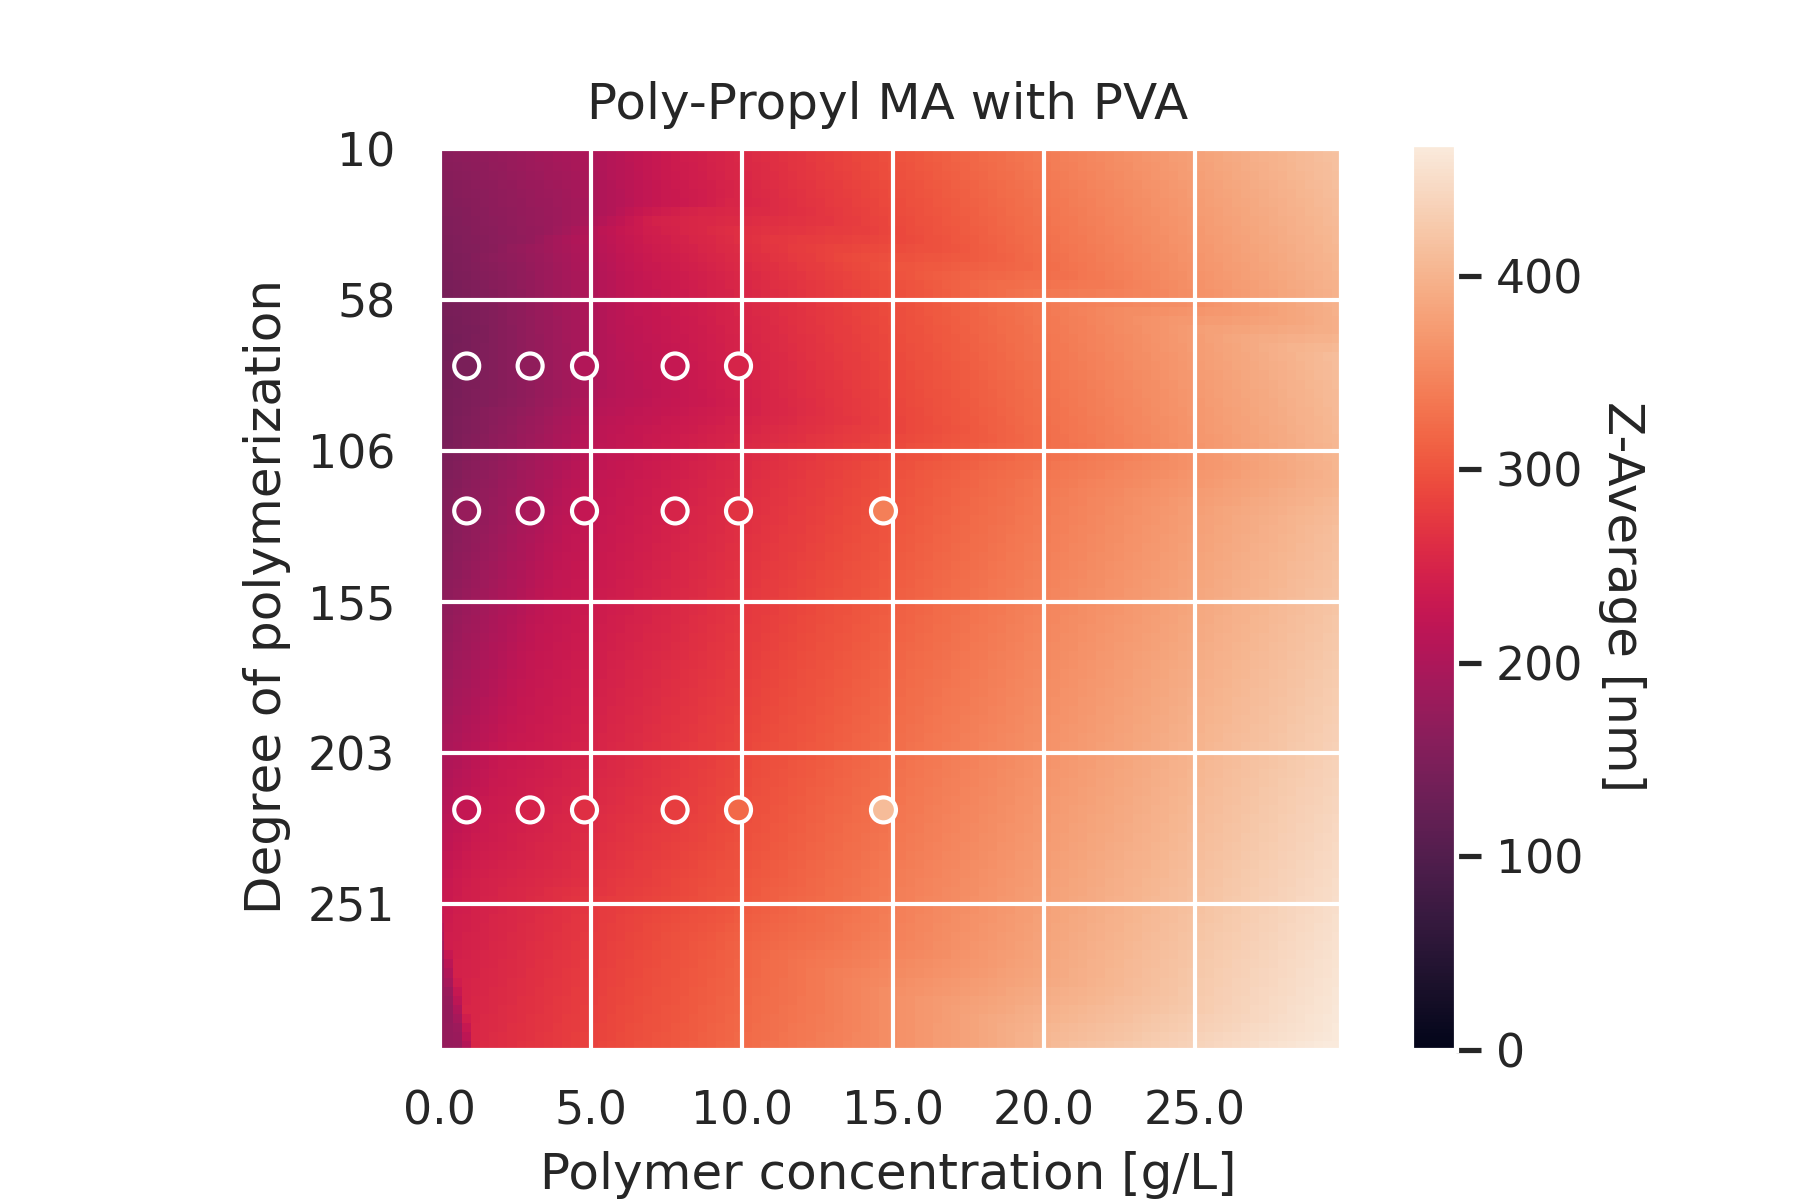 Poly-Propyl MA with PVA
Degree of polymerization
10
58
106
155
203
251
0.0 5.0 10.0 15.0 20.0 25.0
Polymer concentration [g/L]
400
300
200
100
0
Z-Average [nm]